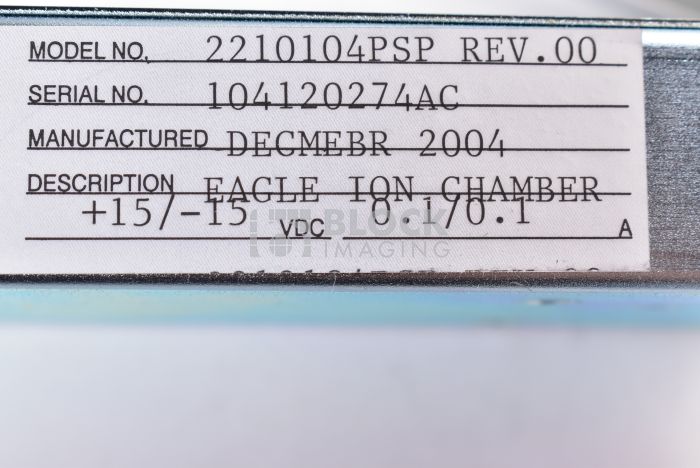 MODEL NO. 2210104PSP REV.00
SERIAL NO. 104120274AC
MANUFACTURED DECMEBR 2004
DESCRIPTION EAGLE ION CHAMBER
+15/-15 VDC 0.1/0.1 A
BLOCK
IMAGING